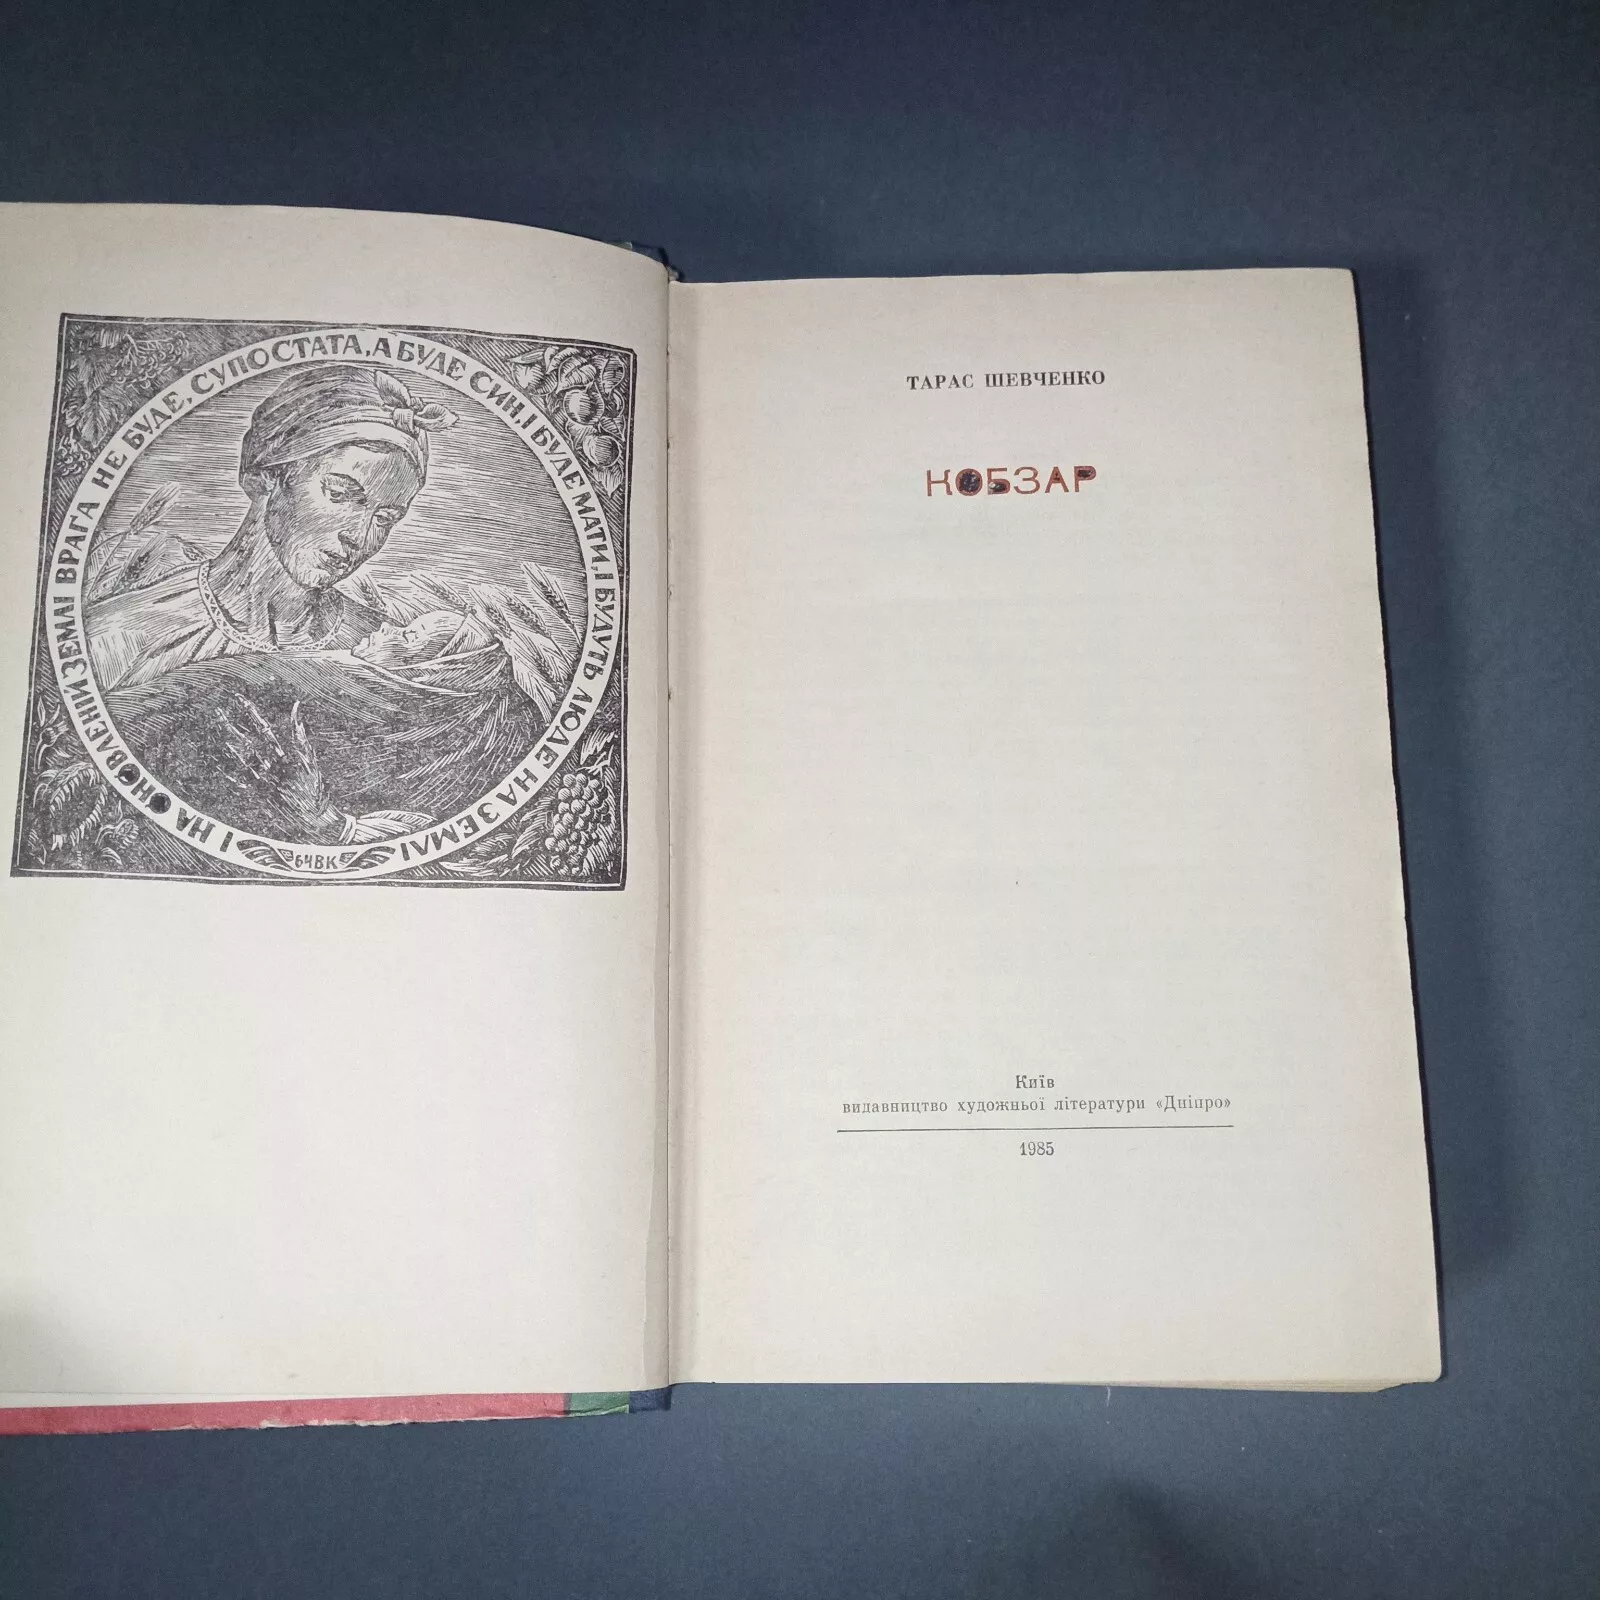 І НА ОНОВЛЕНІЙ ЗЕМЛІ ВРАГА НЕ БУДЕ, СУПОСТАТА, А БУДЕ СИН, І БУДЕ МАТИ, І БУДУТЬ ЛЮДЕ НА ЗЕМЛІ
64ВК
ТАРАС ШЕВЧЕНКО
КОБЗАР
Київ
видавництво художньої літератури «Дніпро»
1985